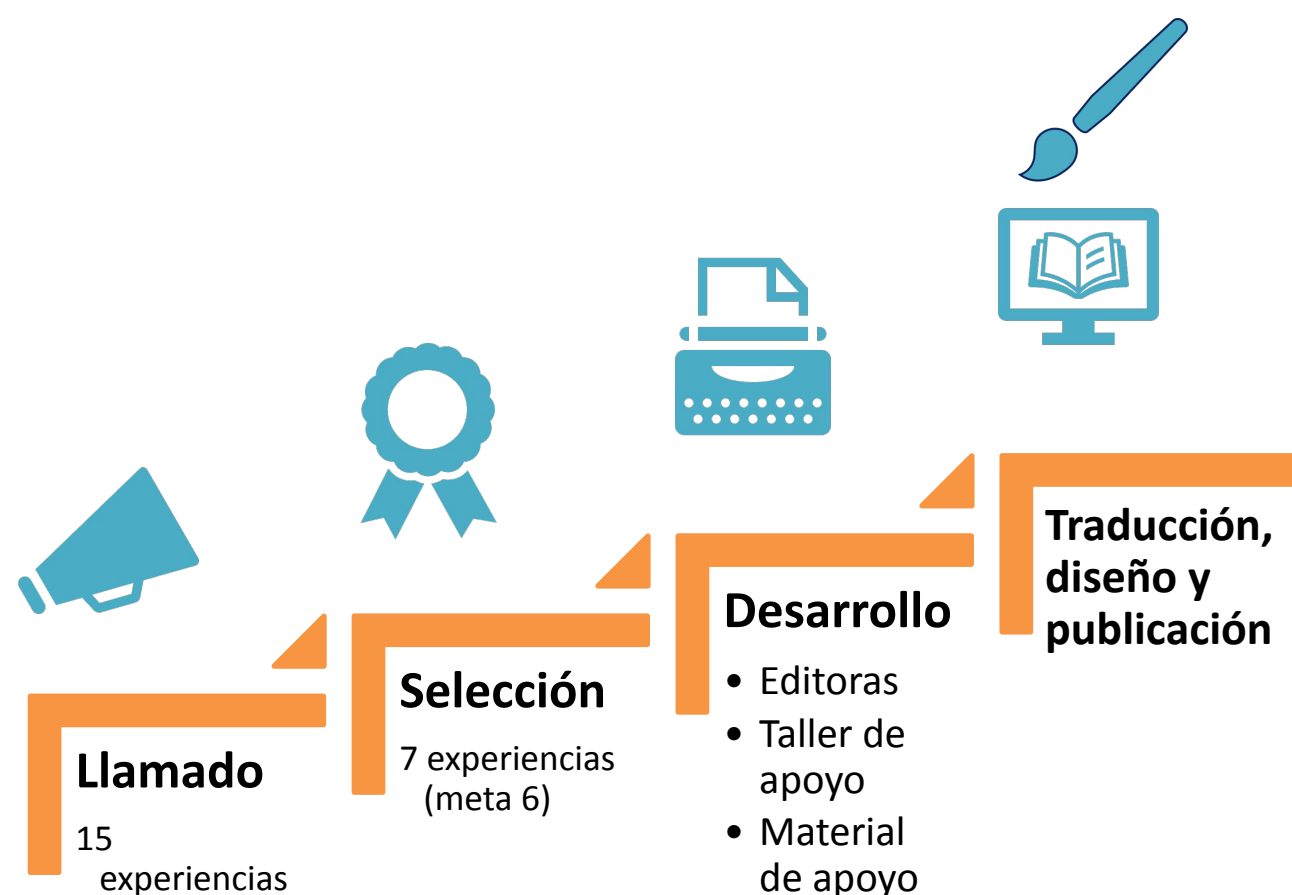 Llamado
15
experiencias
Selección
7 experiencias
(meta 6)
Desarrollo
• Editoras
• Taller de
apoyo
• Material
de apoyo
Traducción,
diseño y
publicación